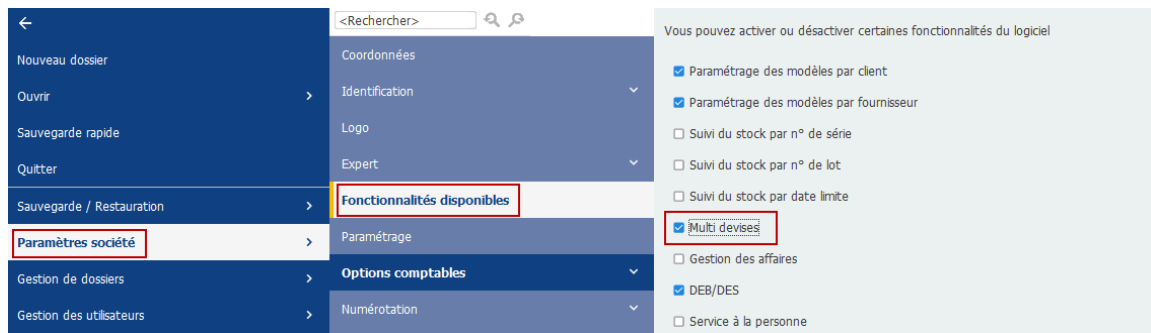 Nouveau dossier
Ouvrir
Sauvegarde rapide
Quitter
Sauvegarde / Restauration
Paramètres société
Gestion de dossiers
Gestion des utilisateurs
<Rechercher>
Coordonnées
Identification
Logo
Expert
Fonctionnalités disponibles
Paramétrage
Options comptables
Numérotation
Vous pouvez activer ou désactiver certaines fonctionnalités du logiciel
Paramétrage des modèles par client
Paramétrage des modèles par fournisseur
Suivi du stock par n° de série
Suivi du stock par n° de lot
Suivi du stock par date limite
Multi devises
Gestion des affaires
DEB/DES
Service à la personne